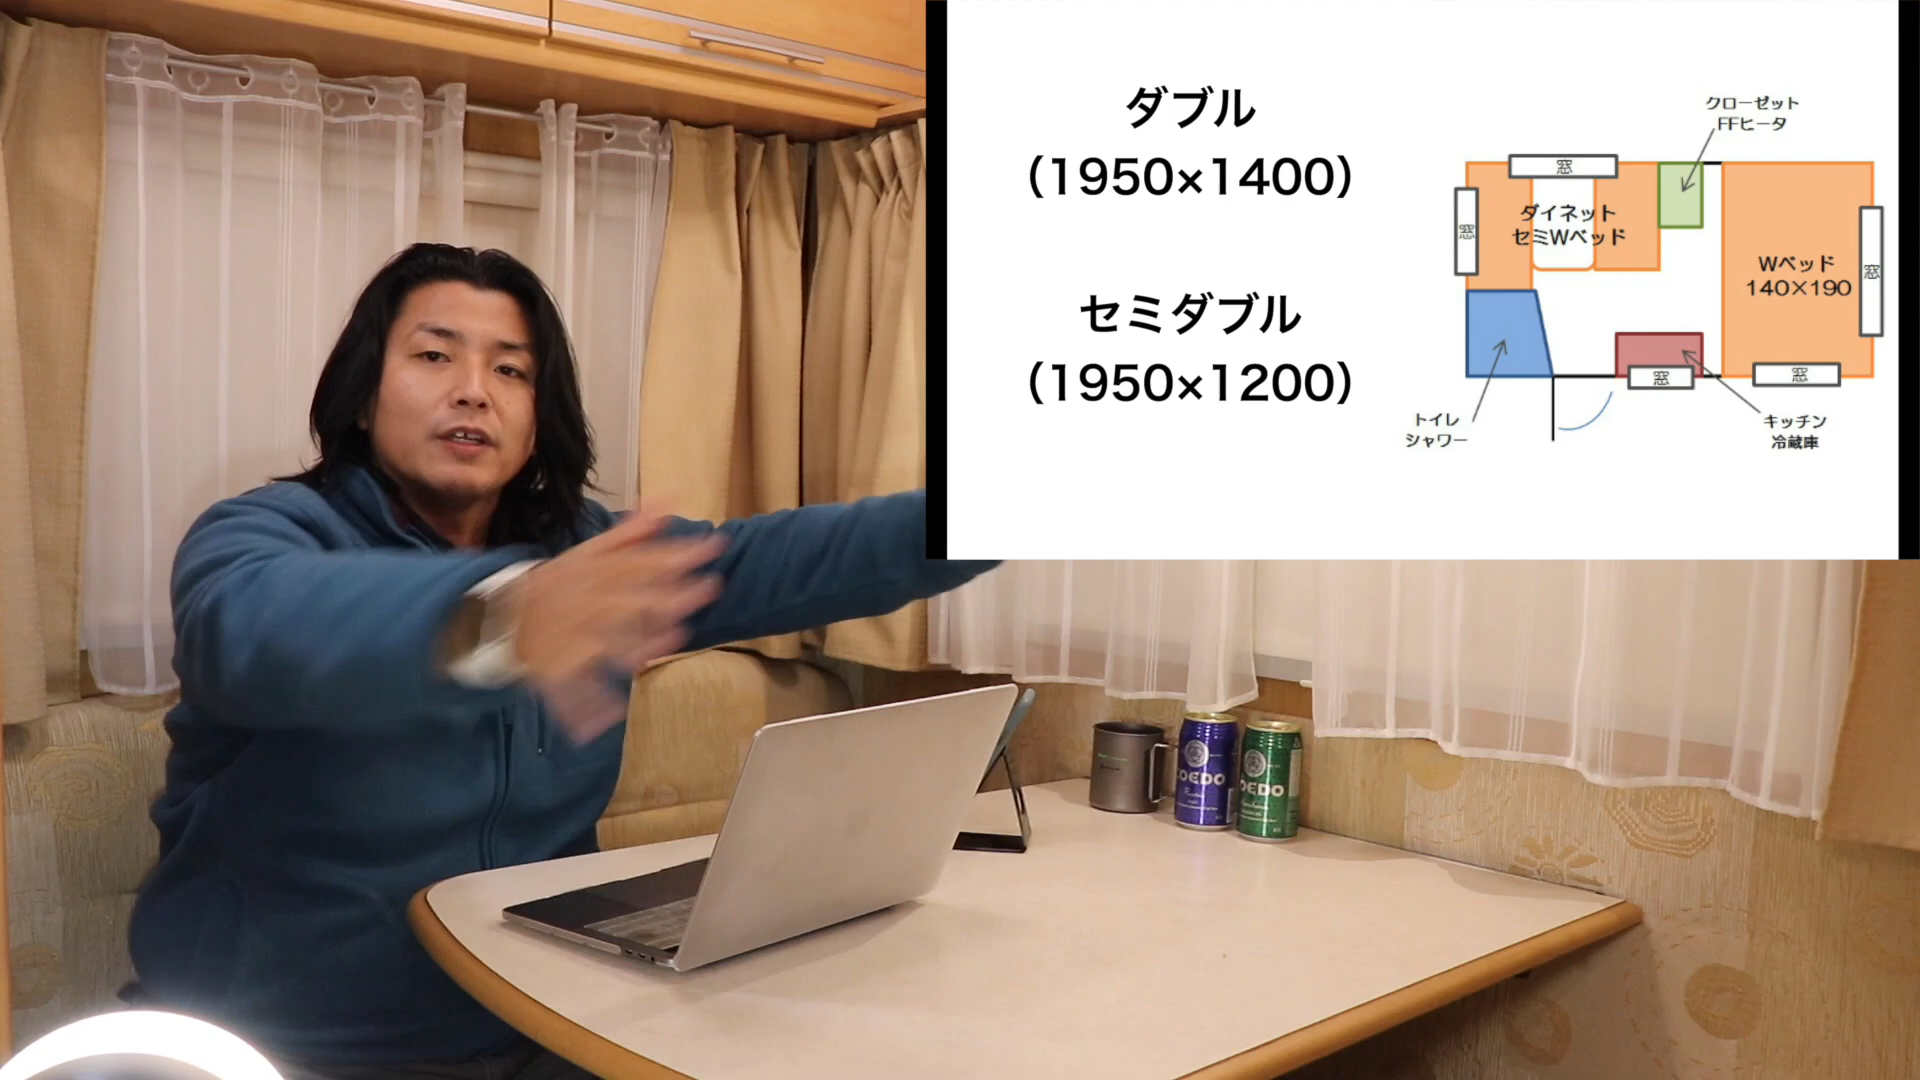 ダブル
（1950×1400）
セミダブル
（1950×1200）
クローゼット
FFヒータ
窓
窓
ダイネット
セミWベッド
Wベッド
140×190
窓
窓
窓
トイレ
シャワー
キッチン
冷蔵庫
COEDO
OEDO